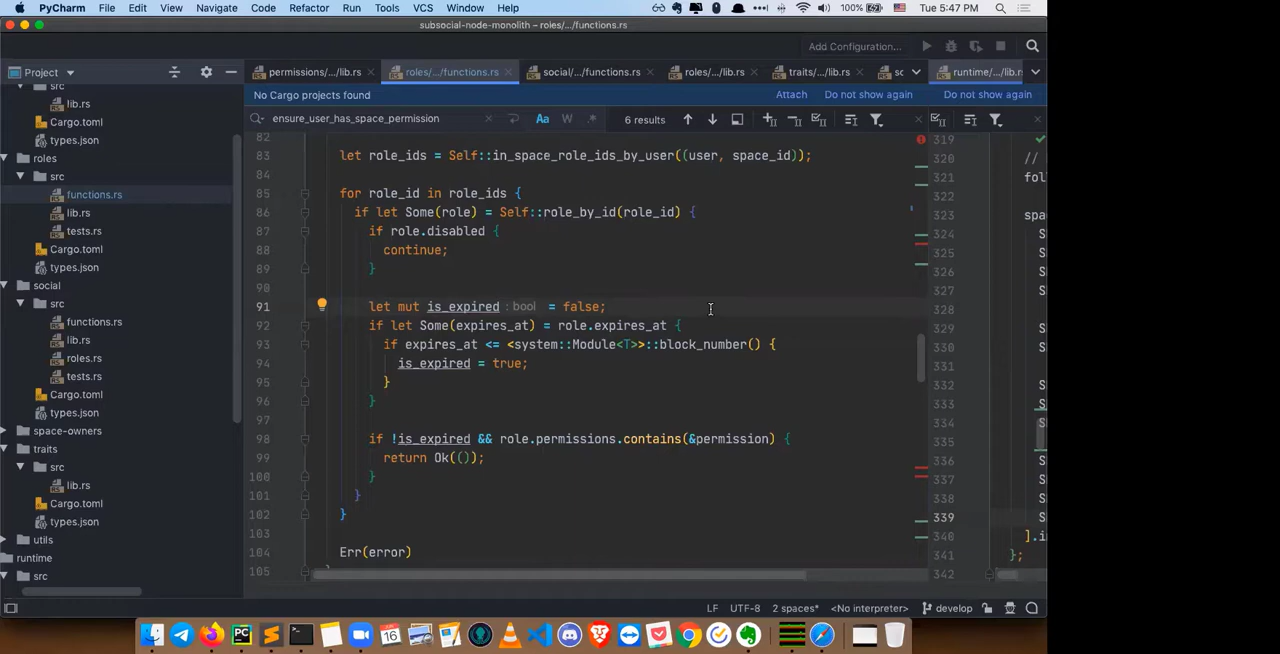 PyCharm File Edit View Navigate Code Refactor Run Tools VCS Window Help 100% Tue 5:47 PM
subsocial-node-monolith – roles/.../functions.rs
Add Configuration...
Project permissions/.../lib.rs roles/.../functions.rs social/.../functions.rs roles/.../lib.rs traits/.../lib.rs sc runtime/.../lib.rs
No Cargo projects found Attach Do not show again Do not show again
ensure_user_has_space_permission Aa W .* 6 results
src
lib.rs
Cargo.toml
types.json
roles
src
functions.rs
lib.rs
tests.rs
Cargo.toml
types.json
social
src
functions.rs
lib.rs
roles.rs
tests.rs
Cargo.toml
types.json
space-owners
traits
src
lib.rs
Cargo.toml
types.json
utils
runtime
src
82
83 let role_ids = Self::in_space_role_ids_by_user((user, space_id));
84
85 for role_id in role_ids {
86 if let Some(role) = Self::role_by_id(role_id) {
87 if role.disabled {
88 continue;
89 }
90
91 let mut is_expired : bool = false;
92 if let Some(expires_at) = role.expires_at {
93 if expires_at <= <system::Module<T>>::block_number() {
94 is_expired = true;
95 }
96 }
97
98 if !is_expired && role.permissions.contains(&permission) {
99 return Ok(());
100 }
101 }
102 }
103
104 Err(error)
105
319
320 //
321 fol
322
323 spac
324 S
325 S
326 S
327 S
328
329 S
330 S
331
332 S
333 S
334 S
335
336 S
337 S
338 S
339 S
340 ].in
341 };
342
LF UTF-8 2 spaces* <No interpreter> develop
16